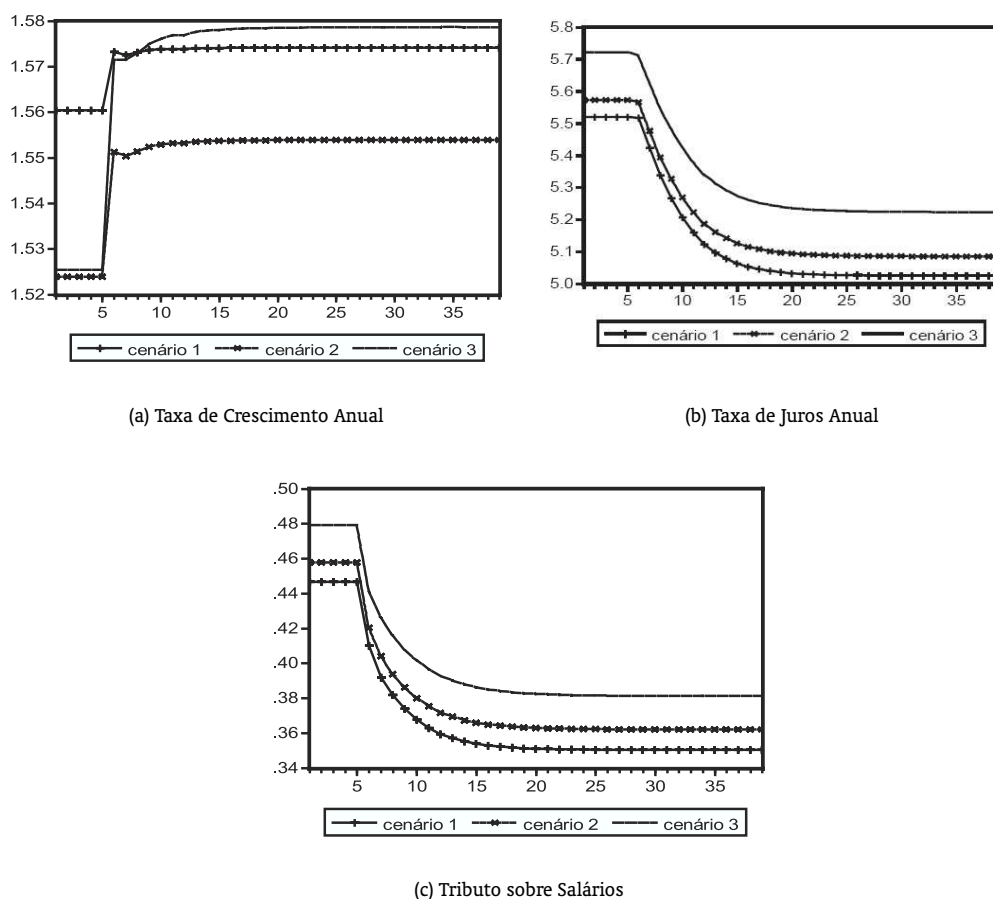 1.58
1.57
1.56
1.55
1.54
1.53
1.52
5 10 15 20 25 30 35
cenário 1 cenário 2 cenário 3
(a) Taxa de Crescimento Anual
5.8
5.7
5.6
5.5
5.4
5.3
5.2
5.1
5.0
5 10 15 20 25 30 35
cenário 1 cenário 2 cenário 3
(b) Taxa de Juros Anual
.50
.48
.46
.44
.42
.40
.38
.36
.34
5 10 15 20 25 30 35
cenário 1 cenário 2 cenário 3
(c) Tributo sobre Salários